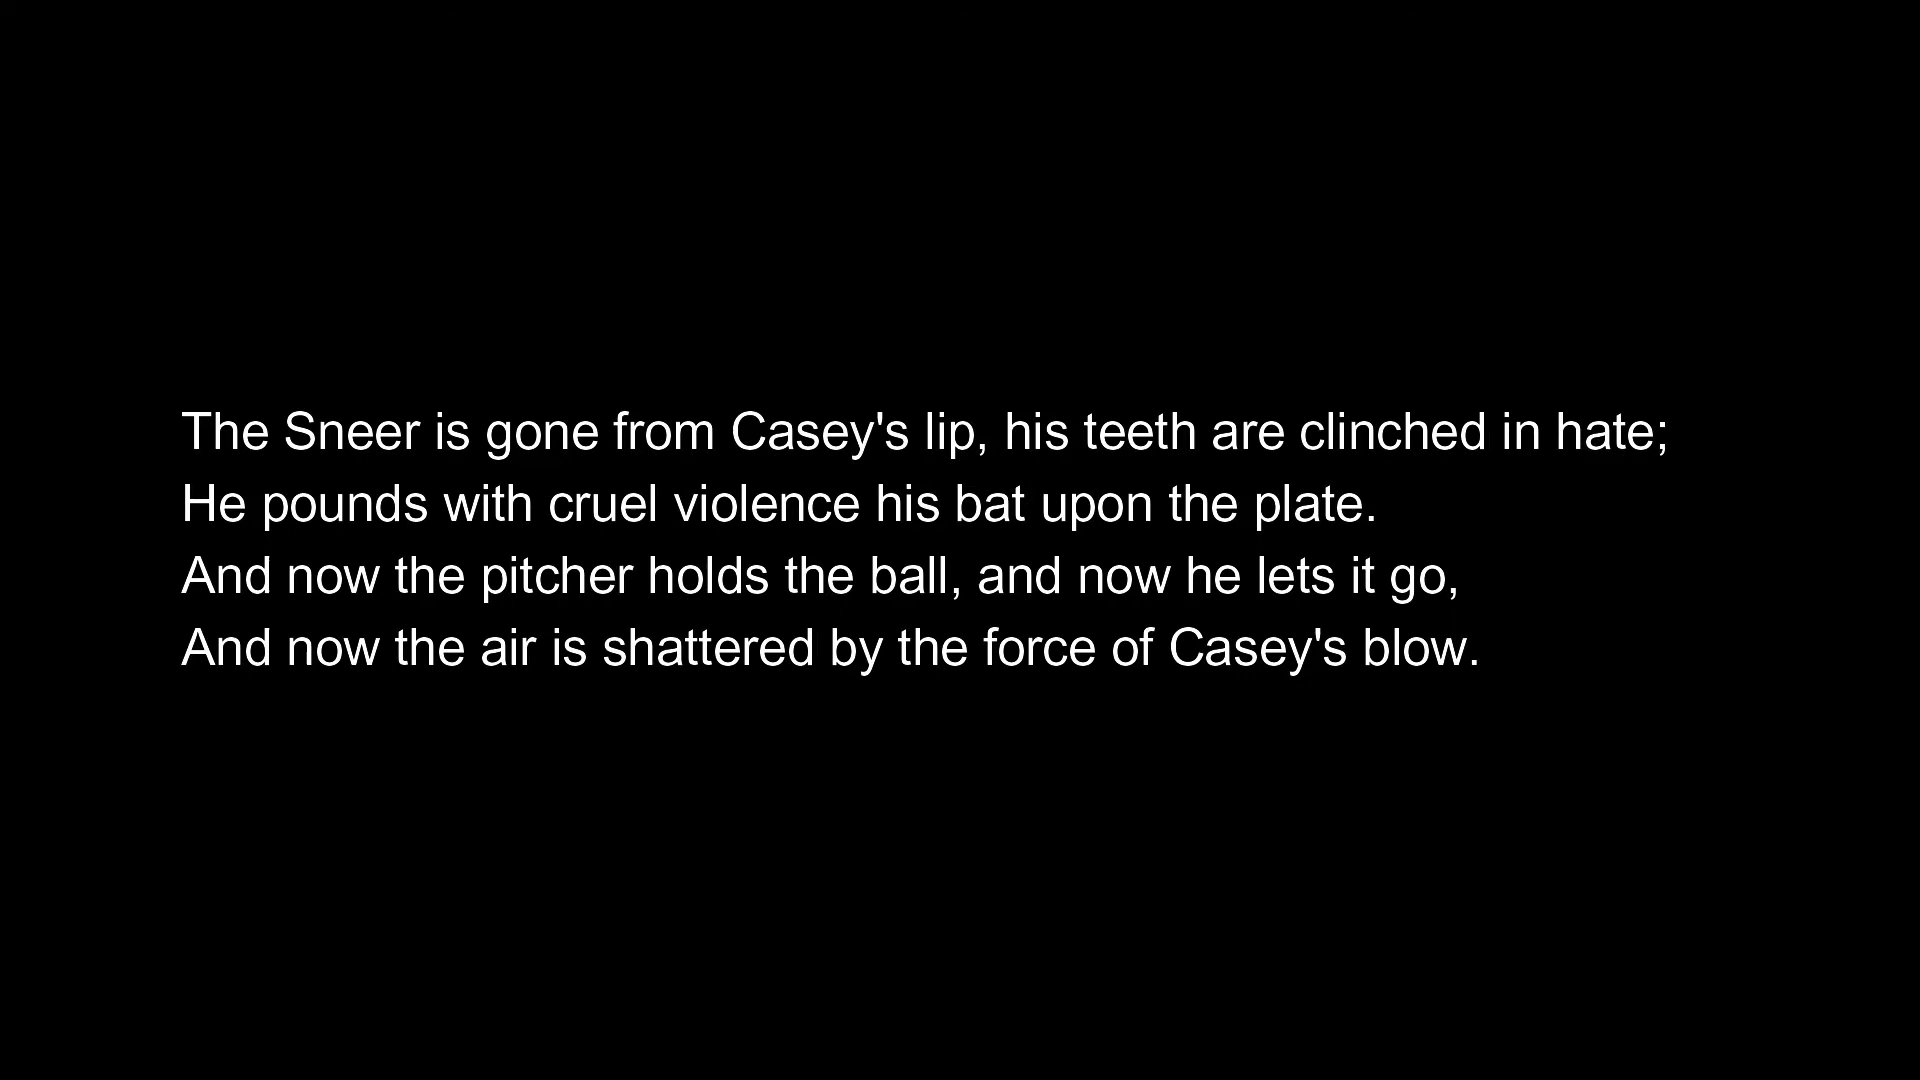 The Sneer is gone from Casey's lip, his teeth are clinched in hate;
He pounds with cruel violence his bat upon the plate.
And now the pitcher holds the ball, and now he lets it go,
And now the air is shattered by the force of Casey's blow.